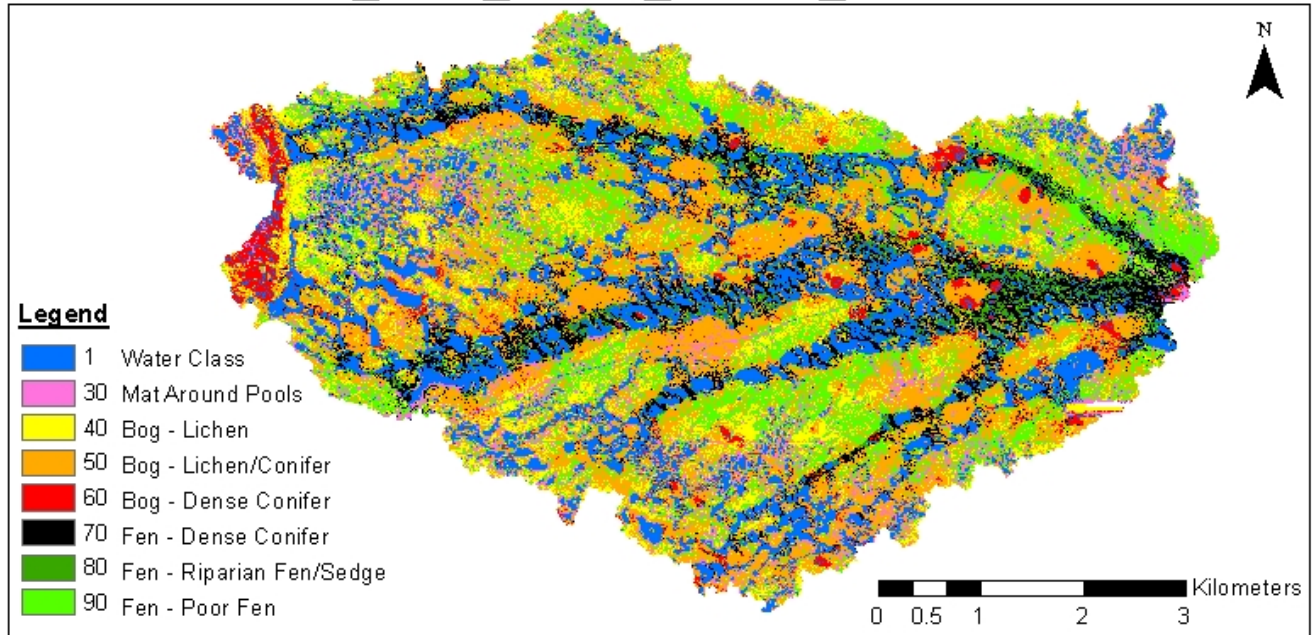 N
Legend
1 Water Class
30 Mat Around Pools
40 Bog - Lichen
50 Bog - Lichen/Conifer
60 Bog - Dense Conifer
70 Fen - Dense Conifer
80 Fen - Riparian Fen/Sedge
90 Fen - Poor Fen
Kilometers
0 0.5 1 2 3